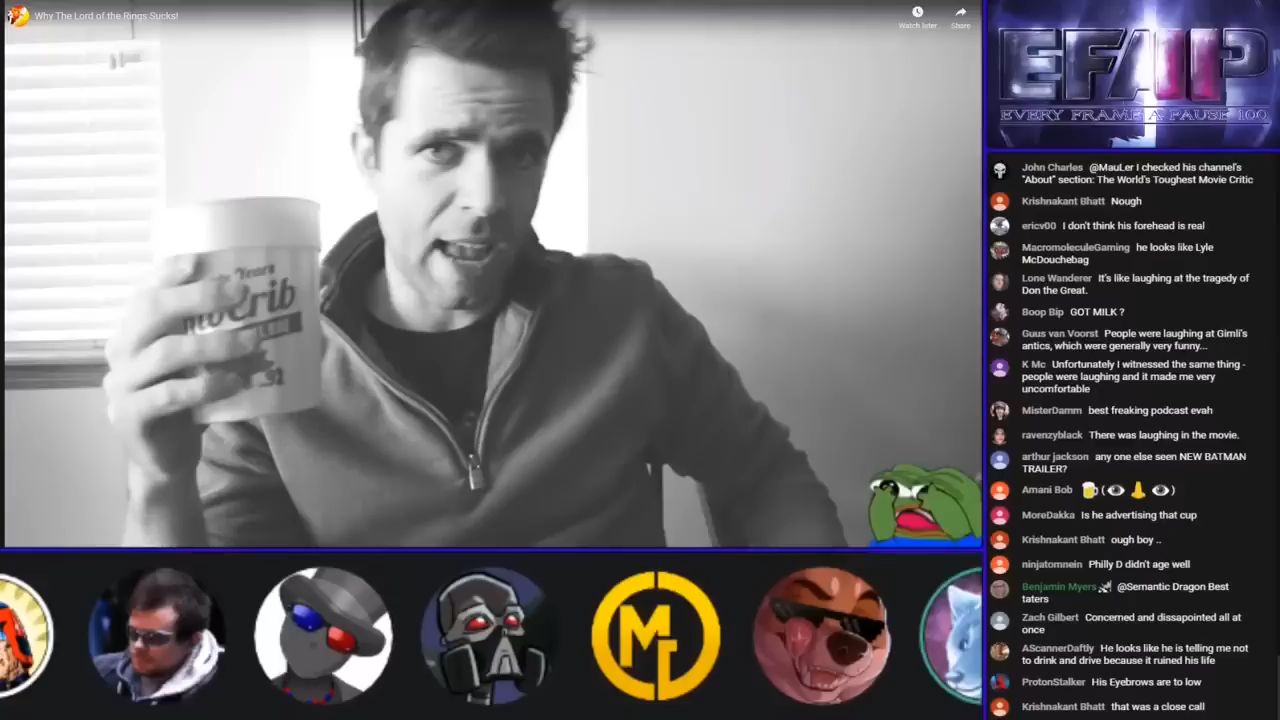 Why The Lord of the Rings Sucks!
Watch later
Share
Years
EFAP
EVERY FRAME A PAUSE 100
John Charles @MauLer I checked his channel's
"About" section: The World's Toughest Movie Critic
Krishnakant Bhatt Nough
ericv00 I don't think his forehead is real
MacromoleculeGaming he looks like Lyle
McDouchebag
Lone Wanderer It's like laughing at the tragedy of
Don the Great.
Boop Bip GOT MILK ?
Guus van Voorst People were laughing at Gimli's
antics, which were generally very funny...
K Mc Unfortunately I witnessed the same thing -
people were laughing and it made me very
uncomfortable
MisterDamm best freaking podcast evah
ravenzyblack There was laughing in the movie.
arthur jackson any one else seen NEW BATMAN
TRAILER?
Amani Bob 🍺(👁👃👁)
MoreDakka Is he advertising that cup
Krishnakant Bhatt ough boy ..
ninjatomnein Philly D didn't age well
Benjamin Myers @Semantic Dragon Best
taters
Zach Gilbert Concerned and dissapointed all at
once
AScannerDaftly He looks like he is telling me not
to drink and drive because it ruined his life
ProtonStalker His Eyebrows are to low
Krishnakant Bhatt that was a close call